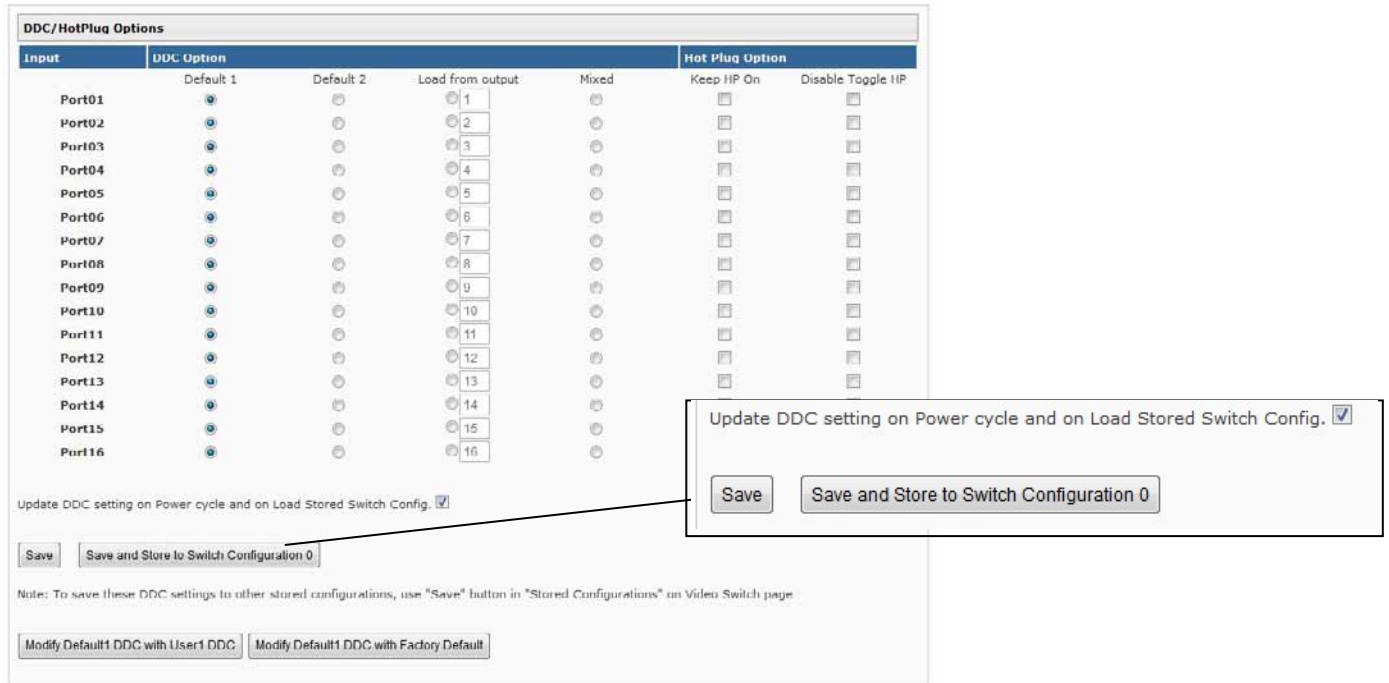 DDC/HotPlug Options
Input DDC Option Hot Plug Option
Default 1 Default 2 Load from output Mixed Keep HP On Disable Toggle HP
Port01 1
Port02 2
Port03 3
Port04 4
Port05 5
Port06 6
Port07 7
Port08 8
Port09 9
Port10 10
Port11 11
Port12 12
Port13 13
Port14 14
Port15 15
Port16 16
Update DDC setting on Power cycle and on Load Stored Switch Config.
Save Save and Store to Switch Configuration 0
Note: To save these DDC settings to other stored configurations, use "Save" button in "Stored Configurations" on Video Switch page
Modify Default1 DDC with User1 DDC Modify Default1 DDC with Factory Default
Update DDC setting on Power cycle and on Load Stored Switch Config.
Save Save and Store to Switch Configuration 0